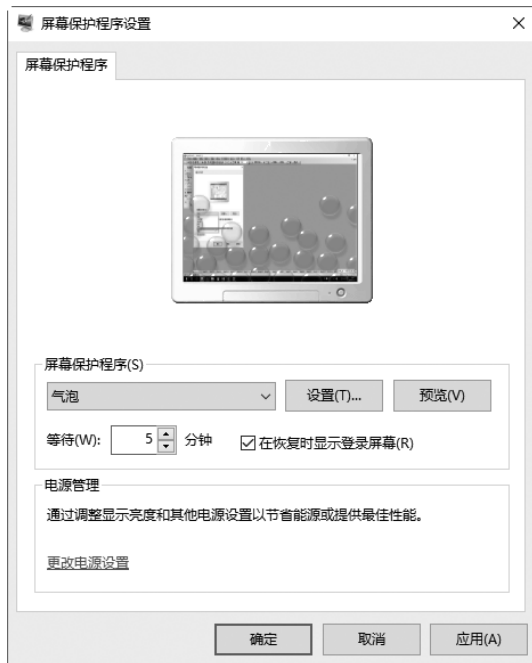 屏幕保护程序设置
屏幕保护程序
屏幕保护程序(S)
气泡 设置(T)... 预览(V)
等待(W): 5 分钟 在恢复时显示登录屏幕(R)
电源管理
通过调整显示亮度和其他电源设置以节省能源或提供最佳性能。
更改电源设置
确定 取消 应用(A)